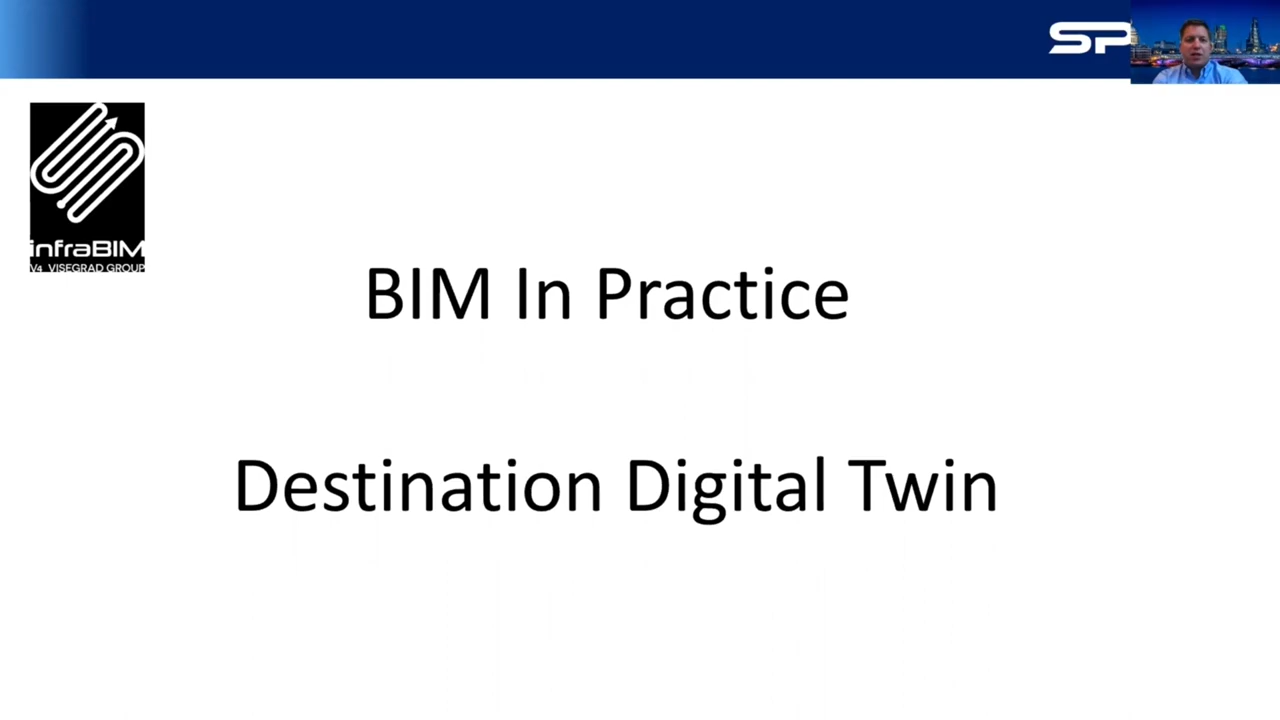 SP
infraBIM
V4 VISEGRAD GROUP
BIM In Practice
Destination Digital Twin